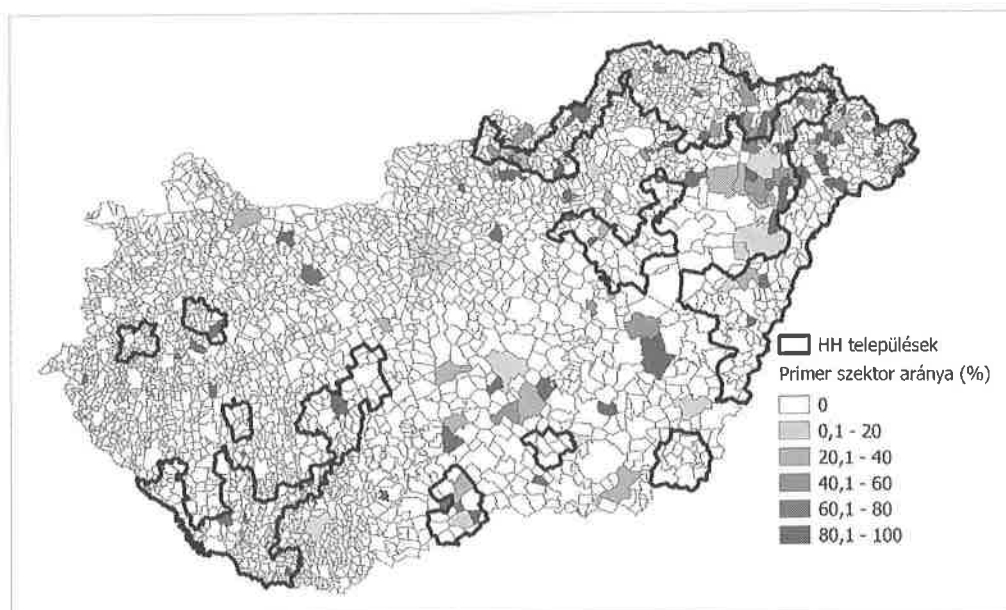 HH települések
Primer szektor aránya (%)
0
0,1 - 20
20,1 - 40
40,1 - 60
60,1 - 80
80,1 - 100